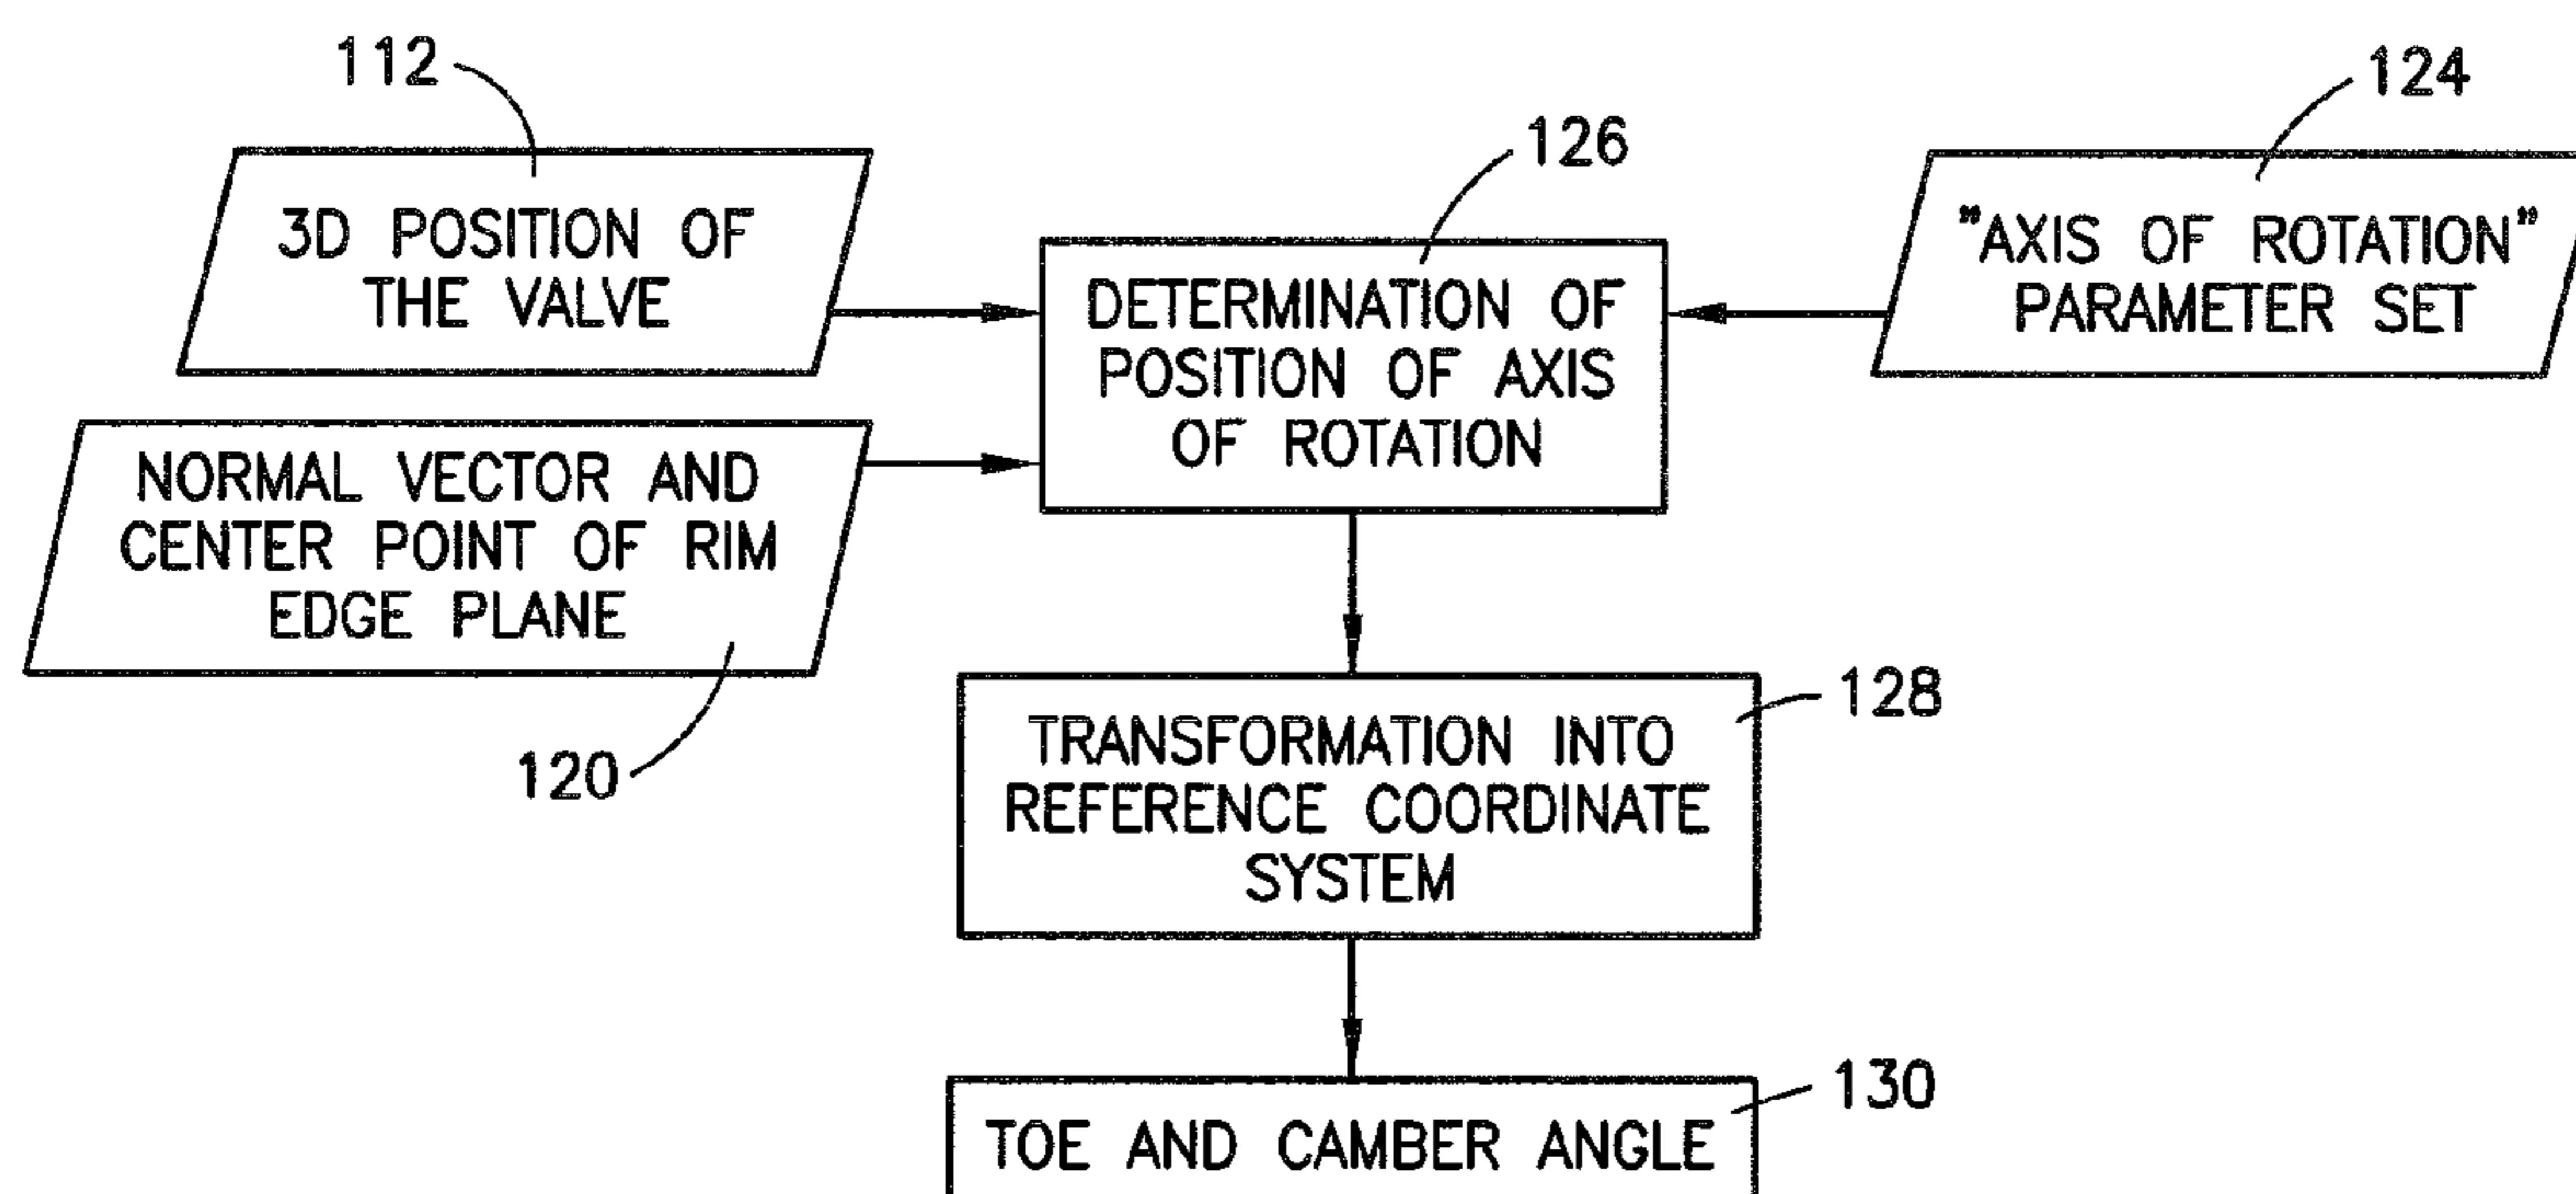 112
3D POSITION OF
THE VALVE
NORMAL VECTOR AND
CENTER POINT OF RIM
EDGE PLANE
120
126
DETERMINATION OF
POSITION OF AXIS
OF ROTATION
124
"AXIS OF ROTATION"
PARAMETER SET
128
TRANSFORMATION INTO
REFERENCE COORDINATE
SYSTEM
130
TOE AND CAMBER ANGLE